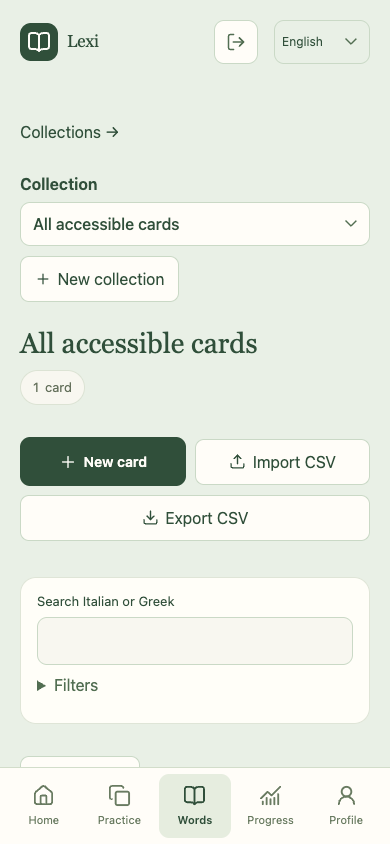 Lexi
English
Collections →
Collection
All accessible cards
+ New collection
All accessible cards
1 card
+ New card
Import CSV
Export CSV
Search Italian or Greek
Filters
Home
Practice
Words
Progress
Profile